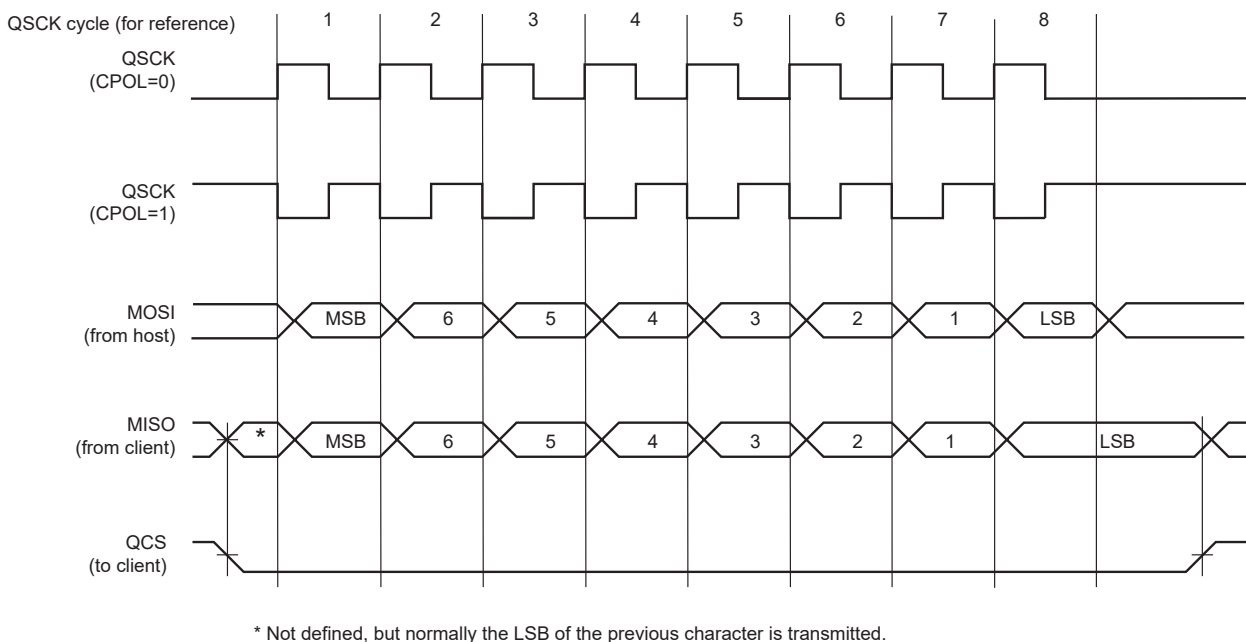 QSCK cycle (for reference)
1 2 3 4 5 6 7 8
QSCK
(CPOL=0)
QSCK
(CPOL=1)
MOSI
(from host)
MSB 6 5 4 3 2 1 LSB
MISO
(from client)
* MSB 6 5 4 3 2 1 LSB
QCS
(to client)
* Not defined, but normally the LSB of the previous character is transmitted.